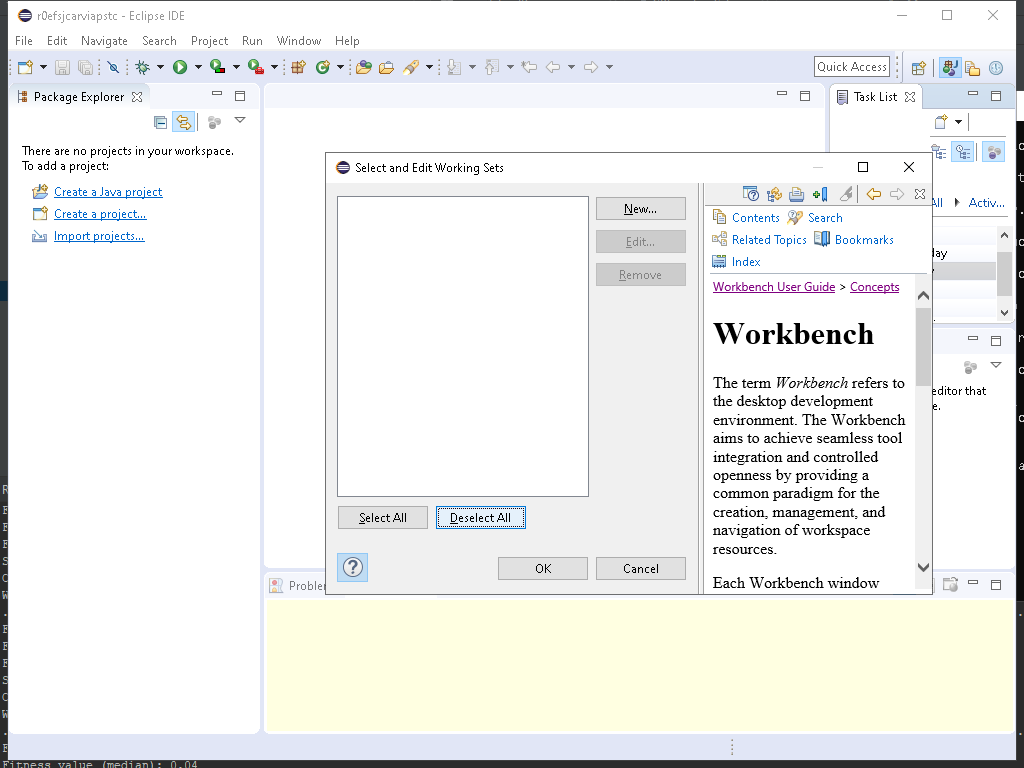 r0efsjcarviapstc - Eclipse IDE
File Edit Navigate Search Project Run Window Help
Quick Access
Package Explorer
Task List
There are no projects in your workspace.
To add a project:
Create a Java project
Create a project...
Import projects...
Select and Edit Working Sets
New...
Edit...
Remove
Select All
Deselect All
OK
Cancel
Contents
Search
Related Topics
Bookmarks
Index
Workbench User Guide > Concepts
Workbench
The term Workbench refers to
the desktop development
environment. The Workbench
aims to achieve seamless tool
integration and controlled
openness by providing a
common paradigm for the
creation, management, and
navigation of workspace
resources.
Each Workbench window
All
Activ...
editor that
Fitness value (median): 0.04